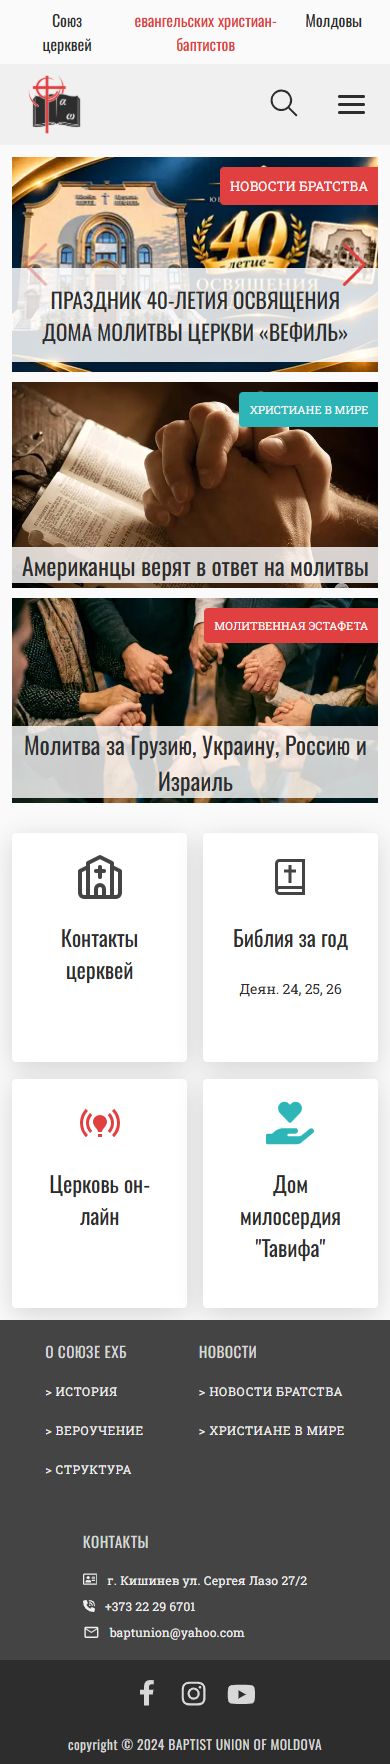 Союз церквей
евангельских христиан-баптистов
Молдовы
α
ω
НОВОСТИ БРАТСТВА
40
летие
ОСВЯЩЕНИЯ
ПРАЗДНИК 40-ЛЕТИЯ ОСВЯЩЕНИЯ
ДОМА МОЛИТВЫ ЦЕРКВИ «ВЕФИЛЬ»
ХРИСТИАНЕ В МИРЕ
Американцы верят в ответ на молитвы
МОЛИТВЕННАЯ ЭСТАФЕТА
Молитва за Грузию, Украину, Россию и
Израиль
Контакты
церквей
Библия за год
Деян. 24, 25, 26
Церковь он-
лайн
Дом
милосердия
"Тавифа"
О СОЮЗЕ ЕХБ
> ИСТОРИЯ
> ВЕРОУЧЕНИЕ
> СТРУКТУРА
НОВОСТИ
> НОВОСТИ БРАТСТВА
> ХРИСТИАНЕ В МИРЕ
КОНТАКТЫ
г. Кишинев ул. Сергея Лазо 27/2
+373 22 29 6701
baptunion@yahoo.com
copyright © 2024 BAPTIST UNION OF MOLDOVA